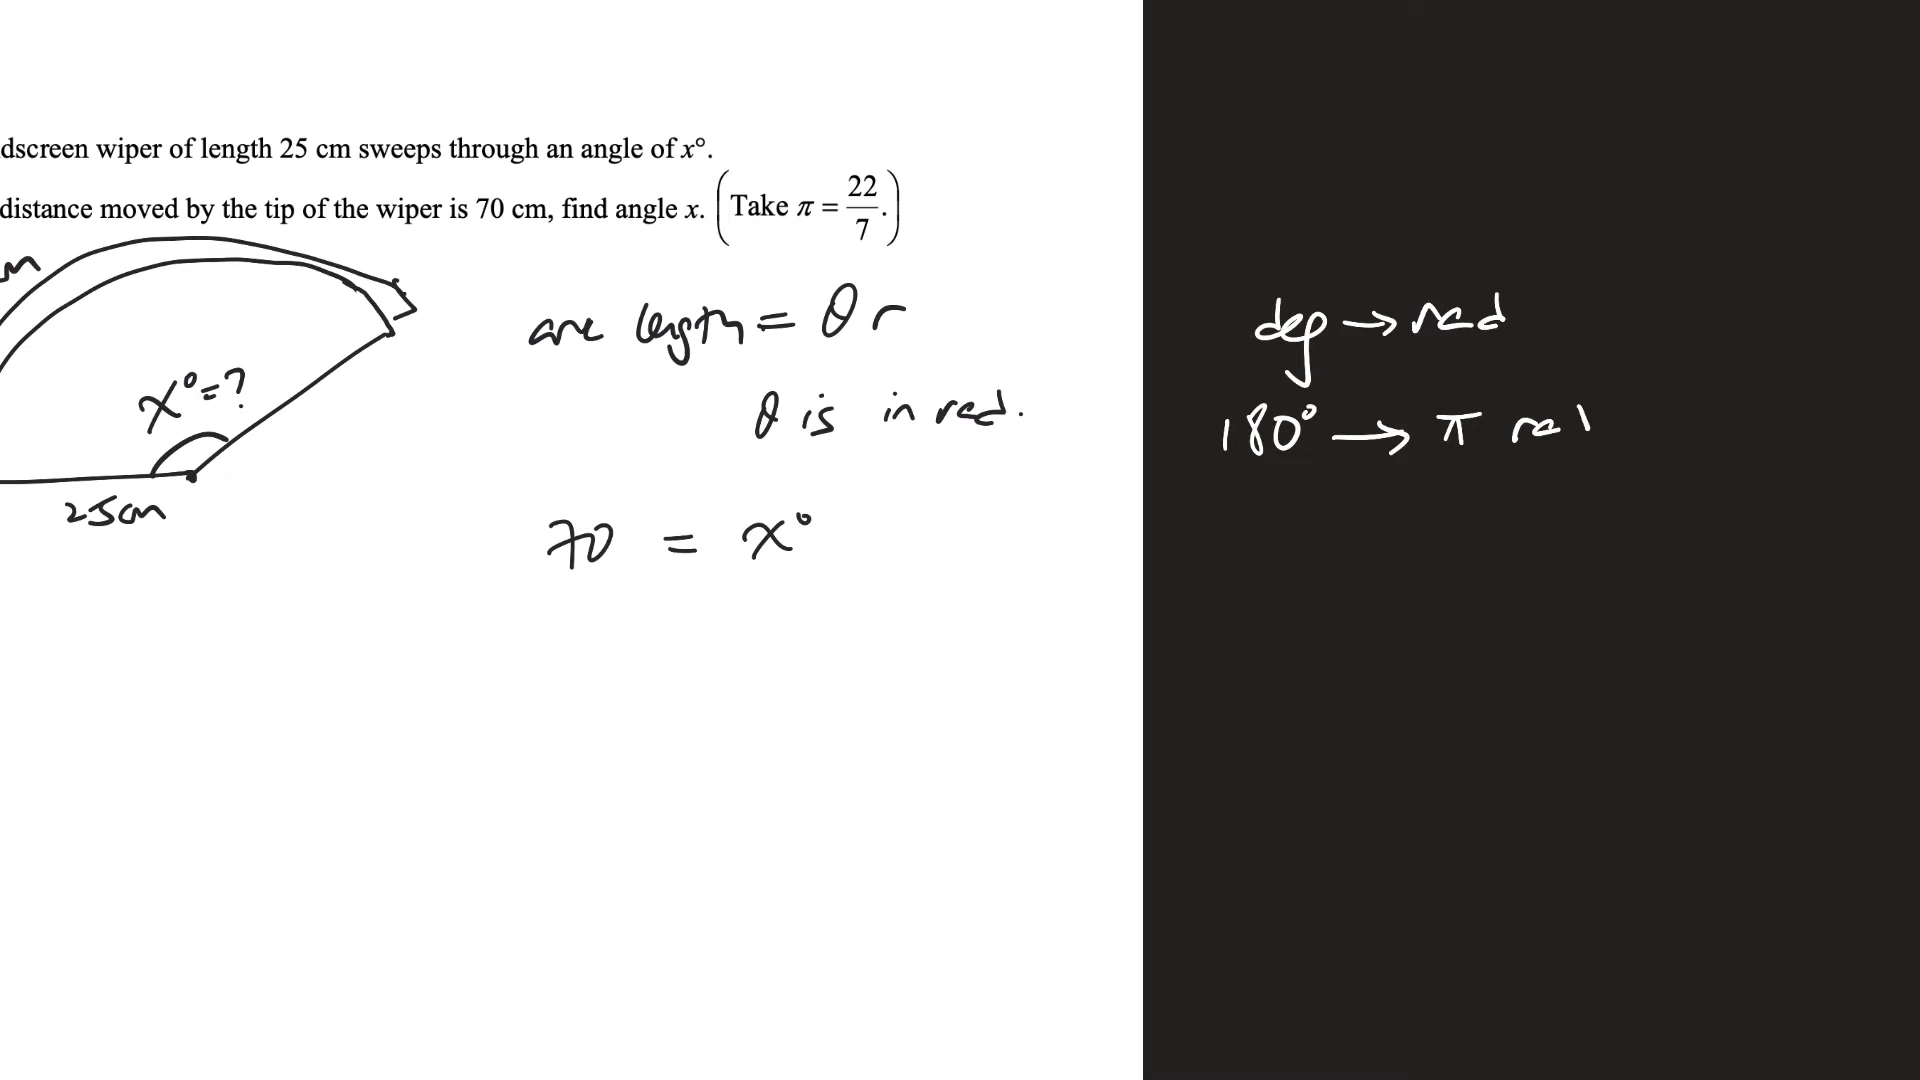 dscreen wiper of length 25 cm sweeps through an angle of x°.
distance moved by the tip of the wiper is 70 cm, find angle x. (Take π = 22/7.)
m
x° = ?
25cm
arc length = θ r
θ is in rad.
70 = x°
deg → rad
180° → π ra